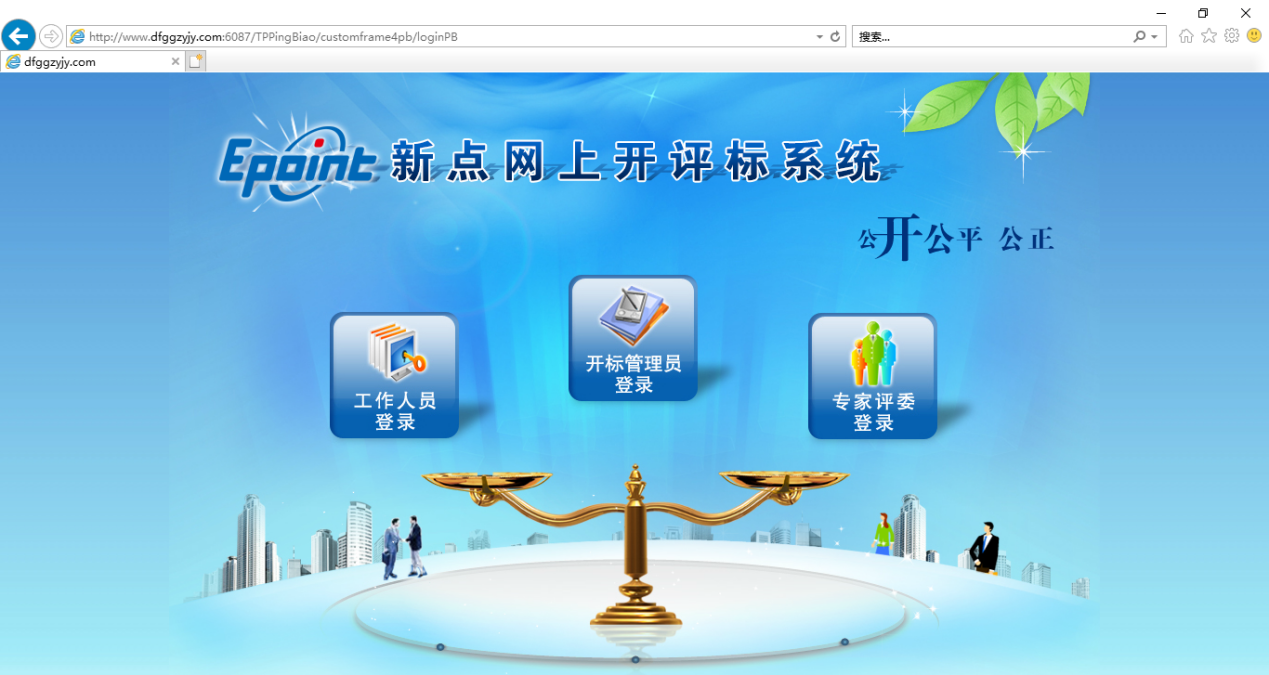 http://www.dfggzyjy.com:6087/TPPingBiao/customframe4pb/loginPB
搜索...
dfggzyjy.com
Epoint 新点网上开评标系统
公开 公平 公正
开标管理员
登录
工作人员
登录
专家评委
登录